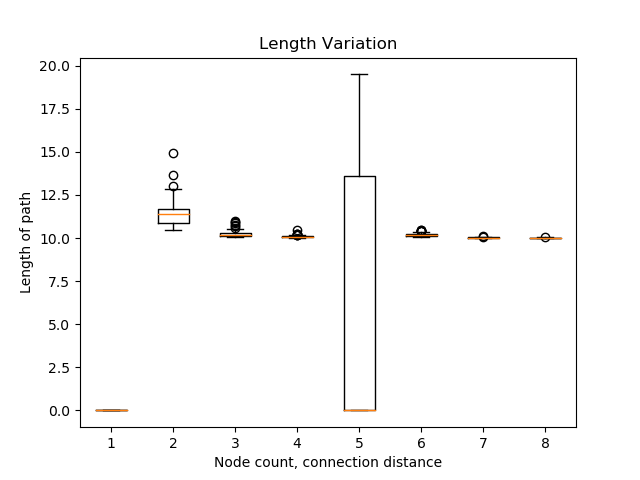 Length Variation
20.0
17.5
15.0
12.5
10.0
7.5
5.0
2.5
0.0
Length of path
1 2 3 4 5 6 7 8
Node count, connection distance